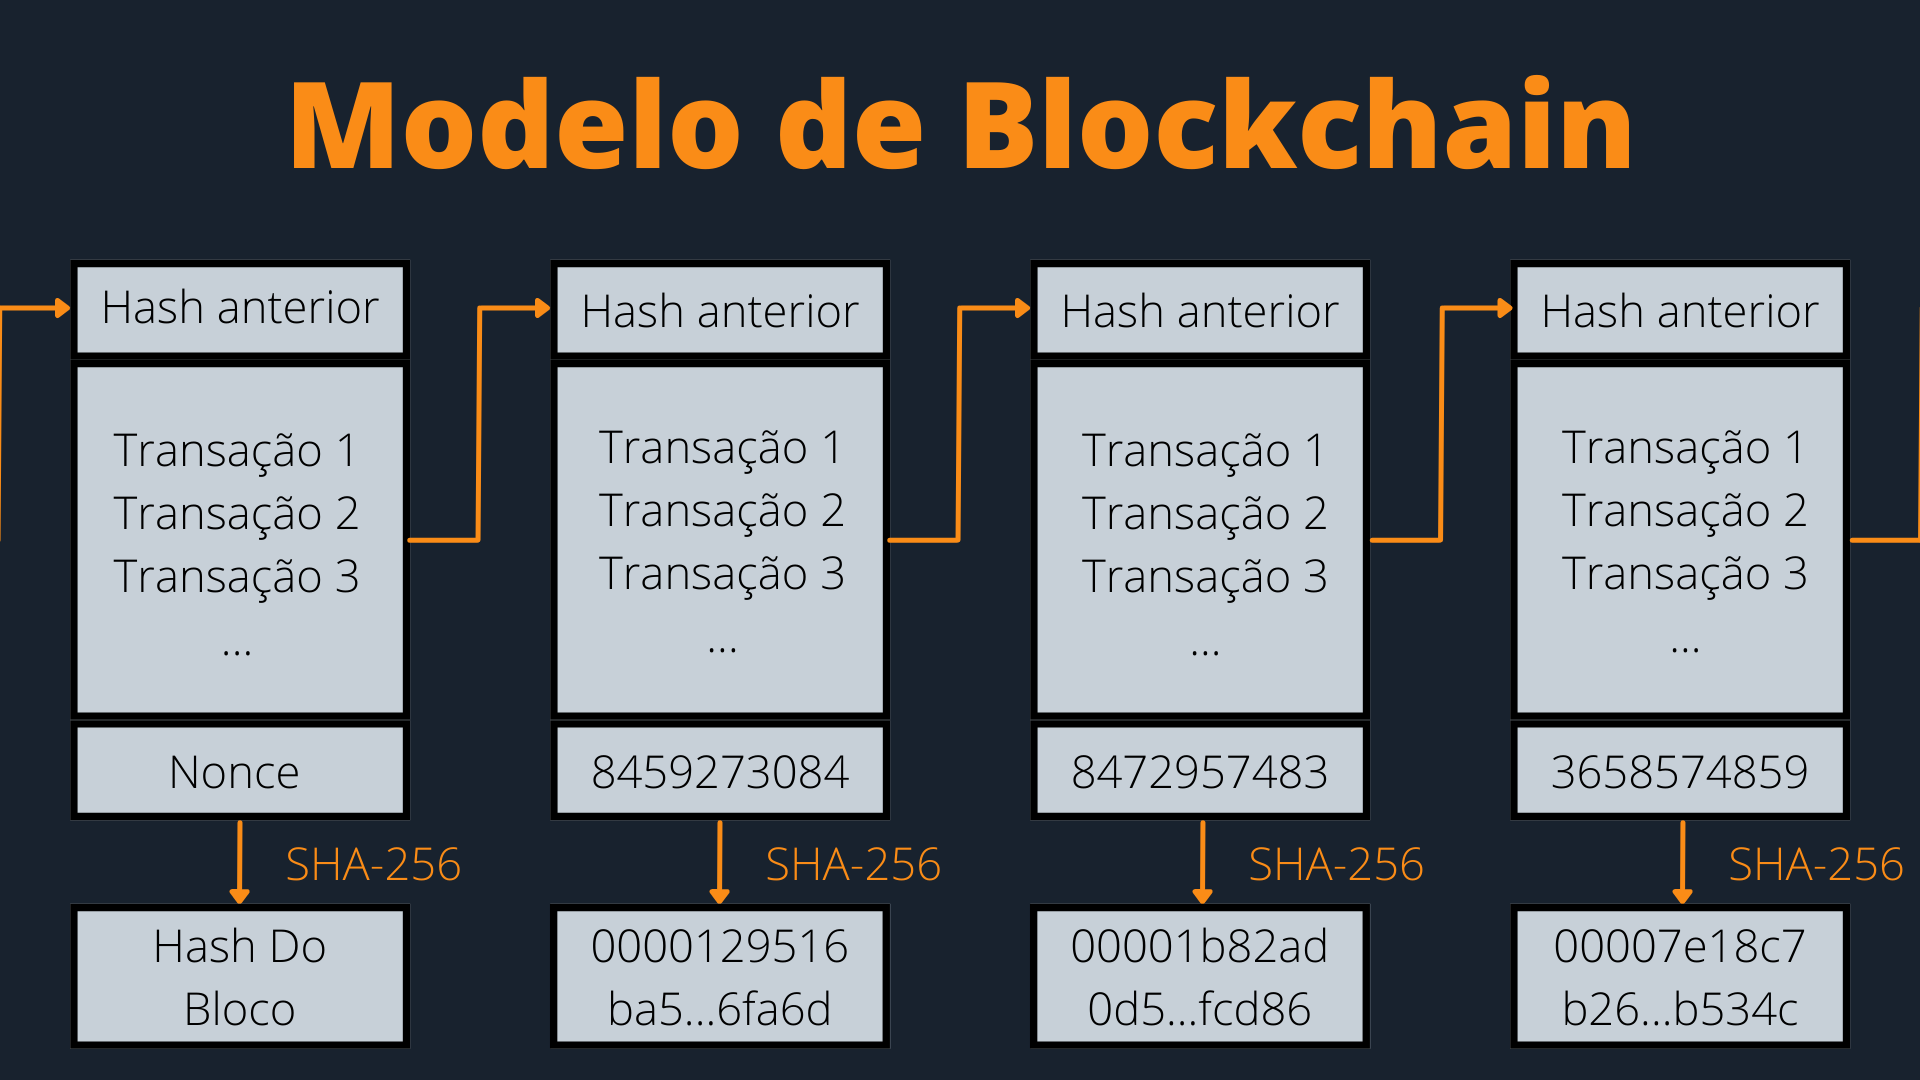 Modelo de Blockchain
Hash anterior
Transação 1
Transação 2
Transação 3
...
Nonce
SHA-256
Hash Do
Bloco
Hash anterior
Transação 1
Transação 2
Transação 3
...
8459273084
SHA-256
0000129516
ba5...6fa6d
Hash anterior
Transação 1
Transação 2
Transação 3
...
8472957483
SHA-256
00001b82ad
0d5...fcd86
Hash anterior
Transação 1
Transação 2
Transação 3
...
3658574859
SHA-256
00007e18c7
b26...b534c